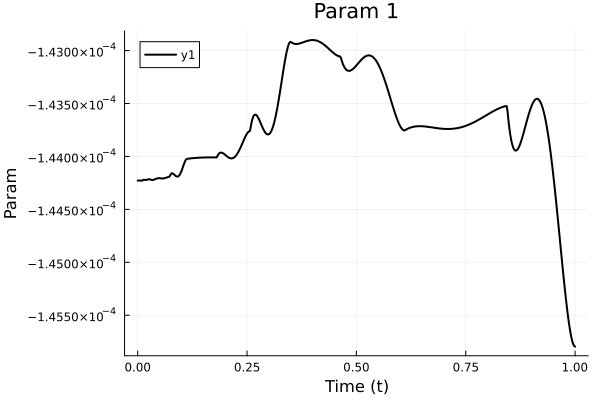 Param 1
y1
Param
−1.4300×10⁻⁴
−1.4350×10⁻⁴
−1.4400×10⁻⁴
−1.4450×10⁻⁴
−1.4500×10⁻⁴
−1.4550×10⁻⁴
0.00 0.25 0.50 0.75 1.00
Time (t)